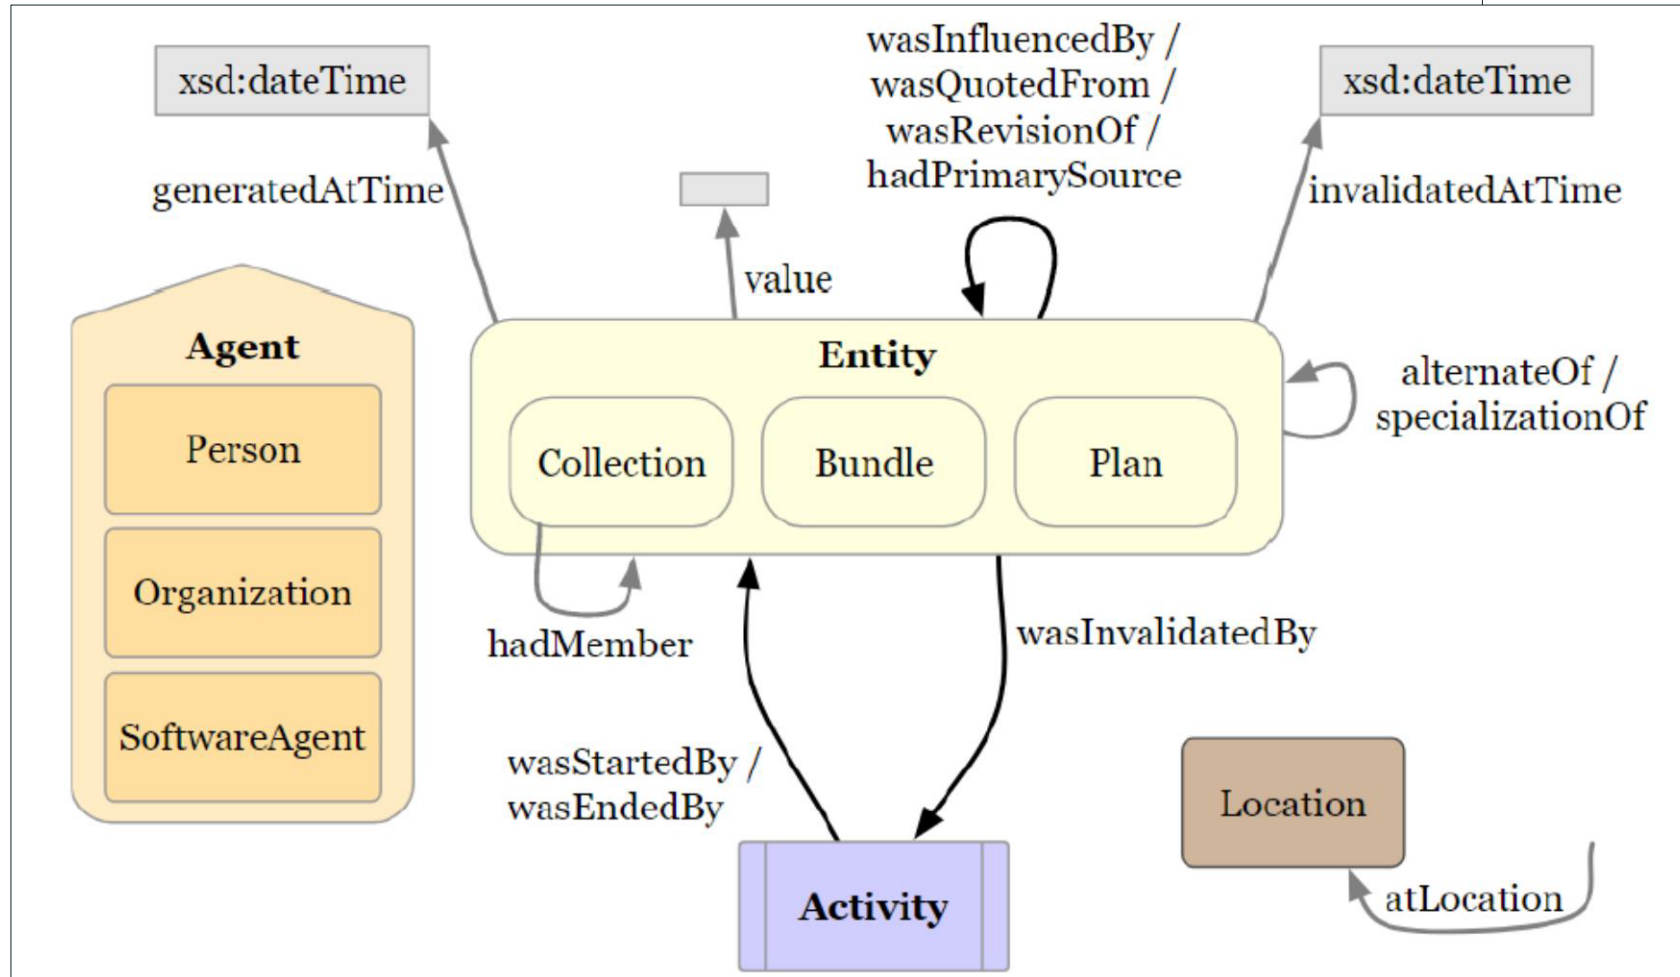 wasInfluencedBy /
wasQuotedFrom /
wasRevisionOf /
hadPrimarySource
xsd:dateTime
xsd:dateTime
generatedAtTime
invalidatedAtTime
value
Agent
Person
Organization
SoftwareAgent
Entity
Collection
Bundle
Plan
alternateOf /
specializationOf
hadMember
wasInvalidatedBy
wasStartedBy /
wasEndedBy
Activity
Location
atLocation